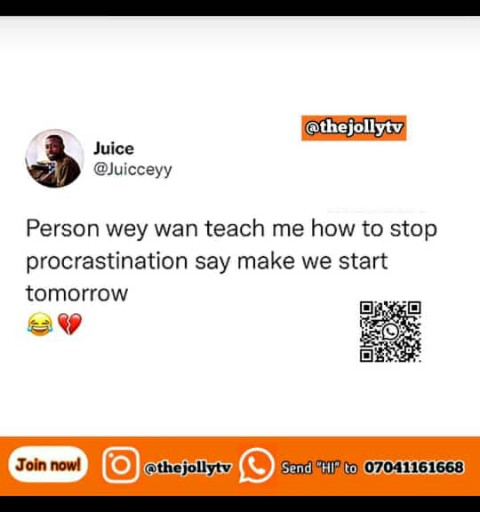 @thejollytv
Juice
@Juicceyy
Person wey wan teach me how to stop
procrastination say make we start
tomorrow
😂💔
Join now! @thejollytv Send "HI" to 07041161668